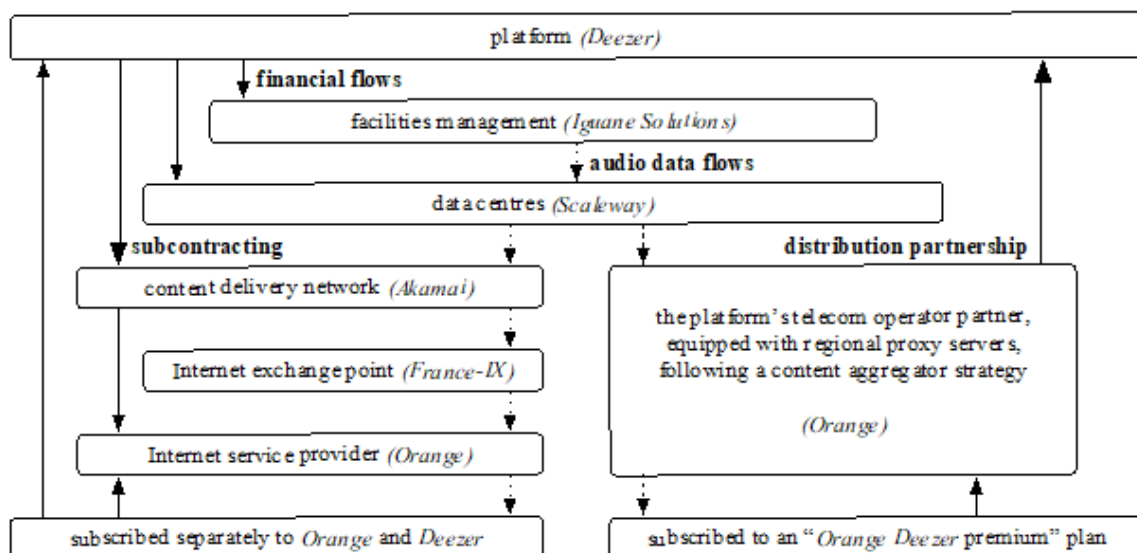 platform (Deezer)
financial flows
facilities management (Iguane Solutions)
audio data flows
datacentres (Scaleway)
subcontracting
distribution partnership
content delivery network (Akamai)
the platform's telecom operator partner,
equipped with regional proxy servers,
following a content aggregator strategy
(Orange)
Internet exchange point (France-IX)
Internet service provider (Orange)
subscribed separately to Orange and Deezer
subscribed to an “Orange Deezer premium” plan